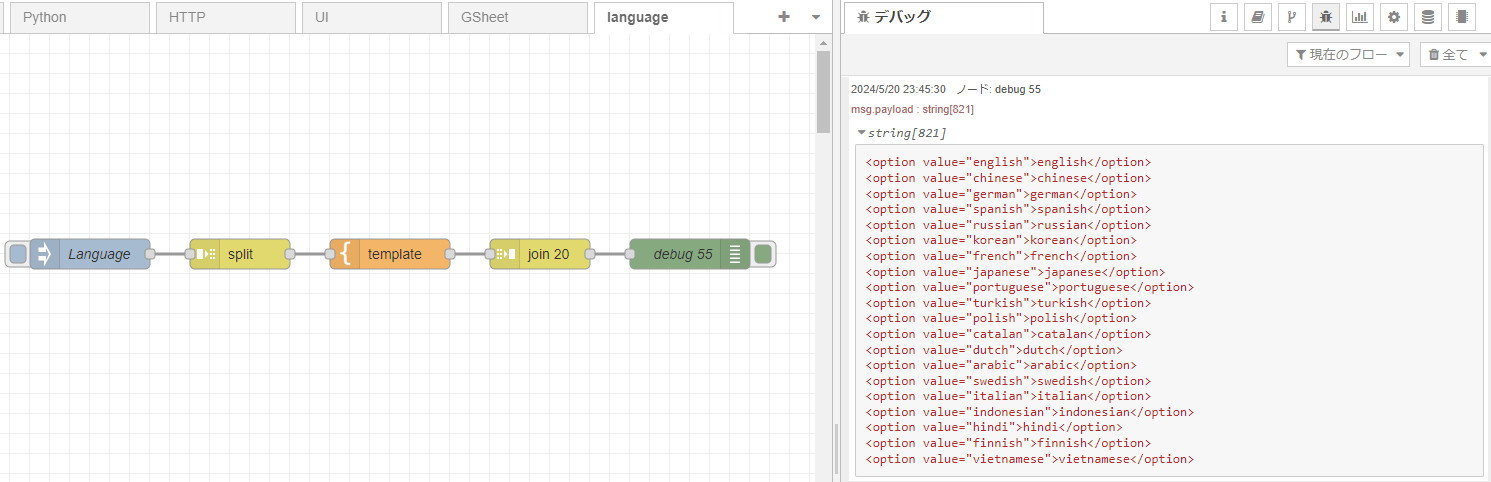 Python
HTTP
UI
GSheet
language
Language
split
template
join 20
debug 55
デバッグ
現在のフロー
全て
2024/5/20 23:45:30 ノード: debug 55
msg.payload : string[821]
string[821]
<option value="english">english</option>
<option value="chinese">chinese</option>
<option value="german">german</option>
<option value="spanish">spanish</option>
<option value="russian">russian</option>
<option value="korean">korean</option>
<option value="french">french</option>
<option value="japanese">japanese</option>
<option value="portuguese">portuguese</option>
<option value="turkish">turkish</option>
<option value="polish">polish</option>
<option value="catalan">catalan</option>
<option value="dutch">dutch</option>
<option value="arabic">arabic</option>
<option value="swedish">swedish</option>
<option value="italian">italian</option>
<option value="indonesian">indonesian</option>
<option value="hindi">hindi</option>
<option value="finnish">finnish</option>
<option value="vietnamese">vietnamese</option>